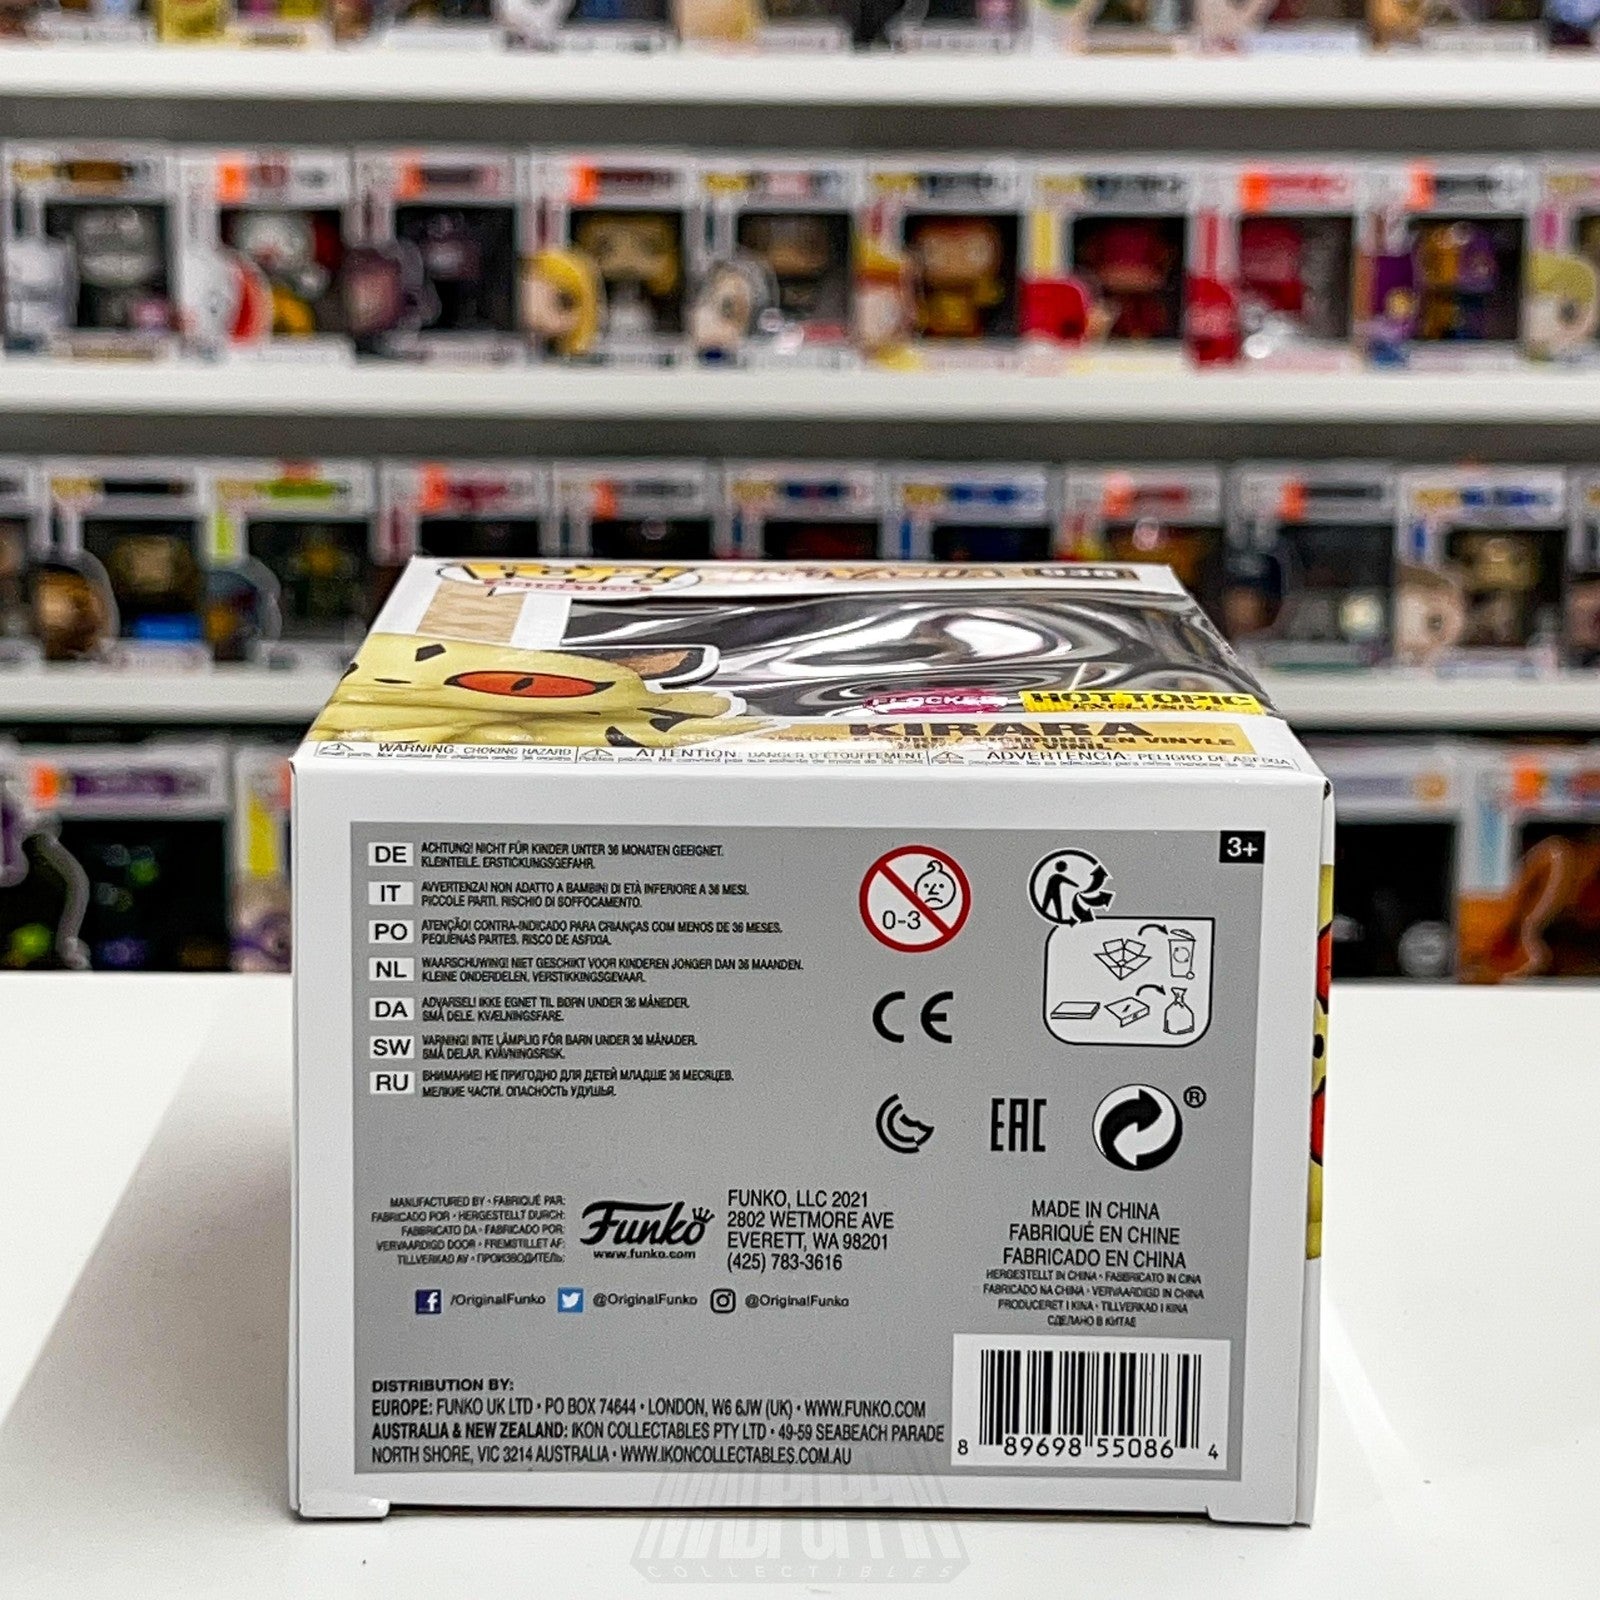 FLOCKED
HOT TOPIC
EXCLUSIVE
KIRARA
WARNING: CHOKING HAZARD
ATTENTION: DANGER D'ÉTOUFFEMENT
ADVERTENCIA: PELIGRO DE ASFIXIA
3+
DE ACHTUNG! NICHT FÜR KINDER UNTER 36 MONATEN GEEIGNET.
KLEINTEILE. ERSTICKUNGSGEFAHR.
IT AVVERTENZA! NON ADATTO A BAMBINI DI ETÀ INFERIORE A 36 MESI.
PICCOLE PARTI. RISCHIO DI SOFFOCAMENTO.
PO ATENÇÃO! CONTRA-INDICADO PARA CRIANÇAS COM MENOS DE 36 MESES.
PEQUENAS PARTES. RISCO DE ASFIXIA.
NL WAARSCHUWING! NIET GESCHIKT VOOR KINDEREN JONGER DAN 36 MAANDEN.
KLEINE ONDERDELEN. VERSTIKKINGSGEVAAR.
DA ADVARSEL! IKKE EGNET TIL BØRN UNDER 36 MÅNEDER.
SMÅ DELE. KVÆLNINGSFARE.
SW VARNING! INTE LÄMPLIG FÖR BARN UNDER 36 MÅNADER.
SMÅ DELAR. KVÄVNINGSRISK.
RU ВНИМАНИЕ! НЕ ПРИГОДНО ДЛЯ ДЕТЕЙ МЛАДШЕ 36 МЕСЯЦЕВ.
МЕЛКИЕ ЧАСТИ. ОПАСНОСТЬ УДУШЬЯ.
0-3
CE
EAC
®
MANUFACTURED BY • FABRIQUÉ PAR:
FABRICADO POR • HERGESTELLT DURCH:
FABBRICATO DA • FABRICADO POR:
VERVAARDIGD DOOR • FREMSTILLET AF:
TILLVERKAD AV • ПРОИЗВОДИТЕЛЬ:
Funko
www.funko.com
FUNKO, LLC 2021
2802 WETMORE AVE
EVERETT, WA 98201
(425) 783-3616
/OriginalFunko @OriginalFunko @OriginalFunko
MADE IN CHINA
FABRIQUÉ EN CHINE
FABRICADO EN CHINA
HERGESTELLT IN CHINA • FABBRICATO IN CINA
FABRICADO NA CHINA • VERVAARDIGD IN CHINA
PRODUCERET I KINA • TILLVERKAD I KINA
СДЕЛАНО В КИТАЕ
DISTRIBUTION BY:
EUROPE: FUNKO UK LTD • PO BOX 74644 • LONDON, W6 6JW (UK) • WWW.FUNKO.COM
AUSTRALIA & NEW ZEALAND: IKON COLLECTABLES PTY LTD • 49-59 SEABEACH PARADE
NORTH SHORE, VIC 3214 AUSTRALIA • WWW.IKONCOLLECTABLES.COM.AU
8 89698 55086 4
COLLECTIBLES